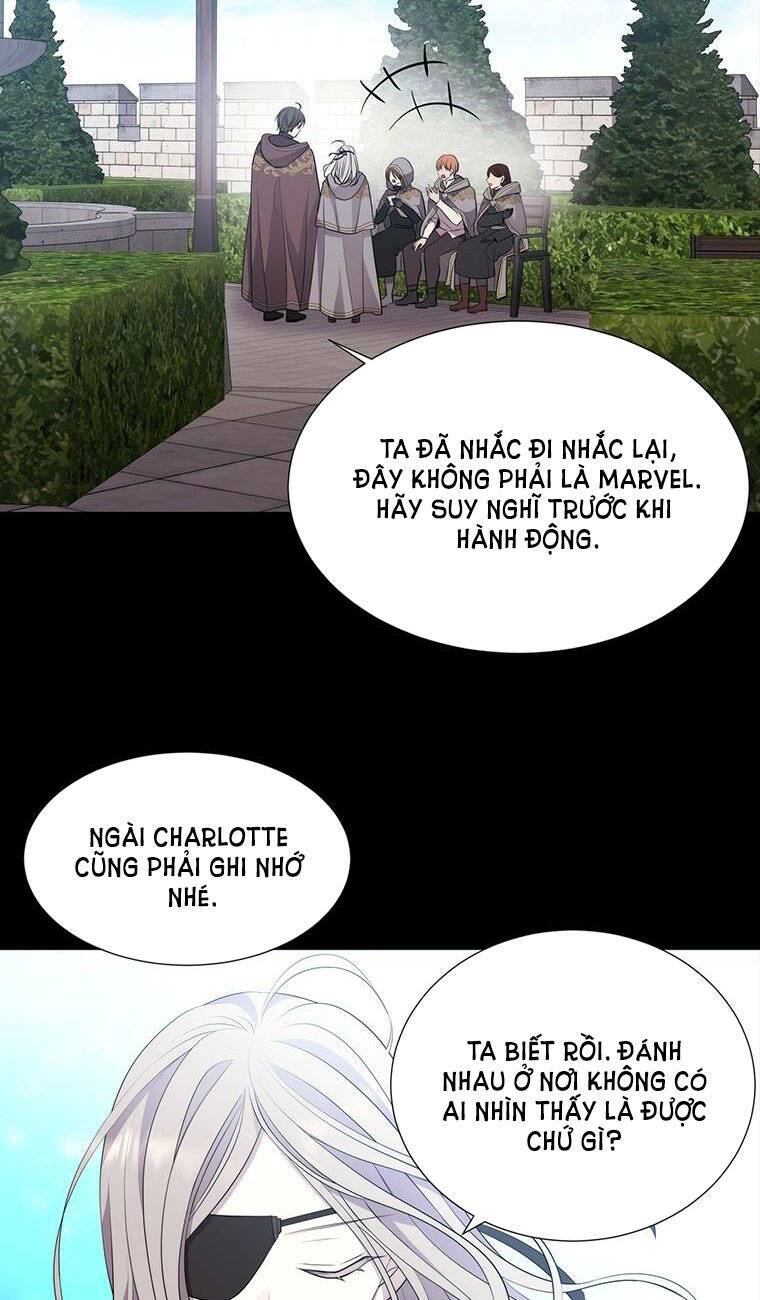 TA ĐÃ NHẮC ĐI NHẮC LẠI,
ĐÂY KHÔNG PHẢI LÀ MARVEL.
HÃY SUY NGHĨ TRƯỚC KHI
HÀNH ĐỘNG.
NGÀI CHARLOTTE
CŨNG PHẢI GHI NHỚ
NHÉ.
TA BIẾT RỒI. ĐÁNH
NHAU Ở NƠI KHÔNG CÓ
AI NHÌN THẤY LÀ ĐƯỢC
CHỨ GÌ?